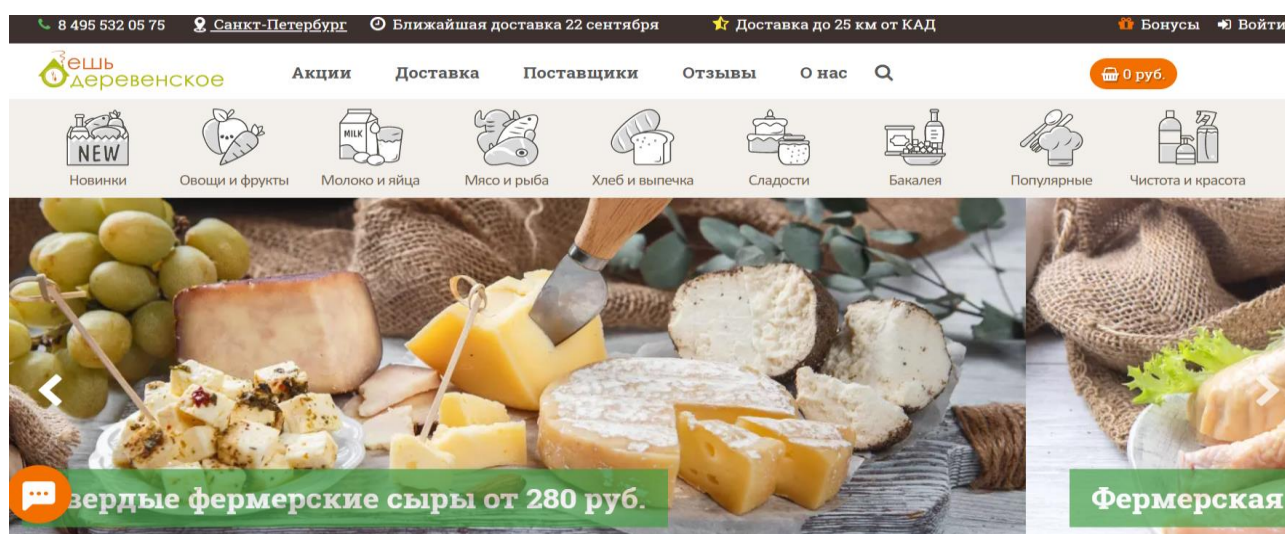 8 495 532 05 75 Санкт-Петербург Ближайшая доставка 22 сентября Доставка до 25 км от КАД Бонусы Войти
ешь деревенское
Акции Доставка Поставщики Отзывы О нас 0 руб.
NEW MILK
Новинки Овощи и фрукты Молоко и яйца Мясо и рыба Хлеб и выпечка Сладости Бакалея Популярные Чистота и красота
вердые фермерские сыры от 280 руб.
Фермерская